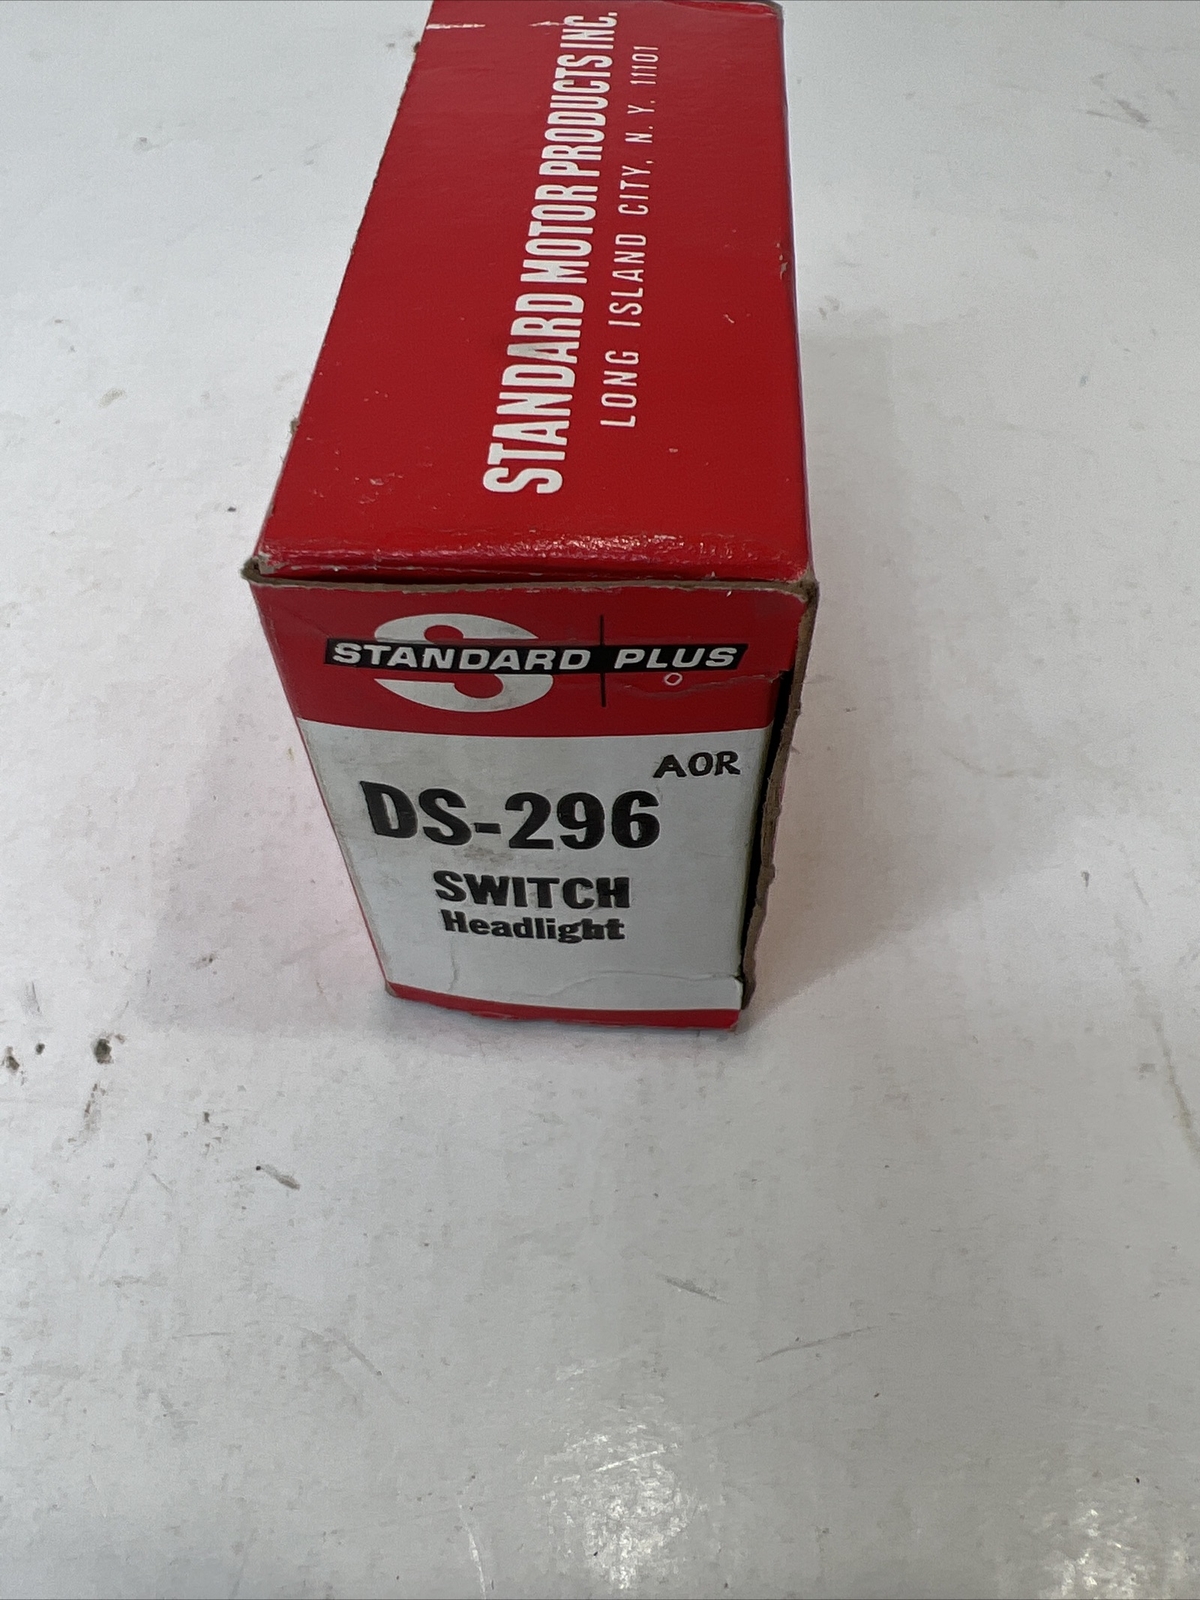 STANDARD MOTOR PRODUCTS INC.
LONG ISLAND CITY, N. Y. 11101
STANDARD PLUS
AOR
DS-296
SWITCH
Headlight